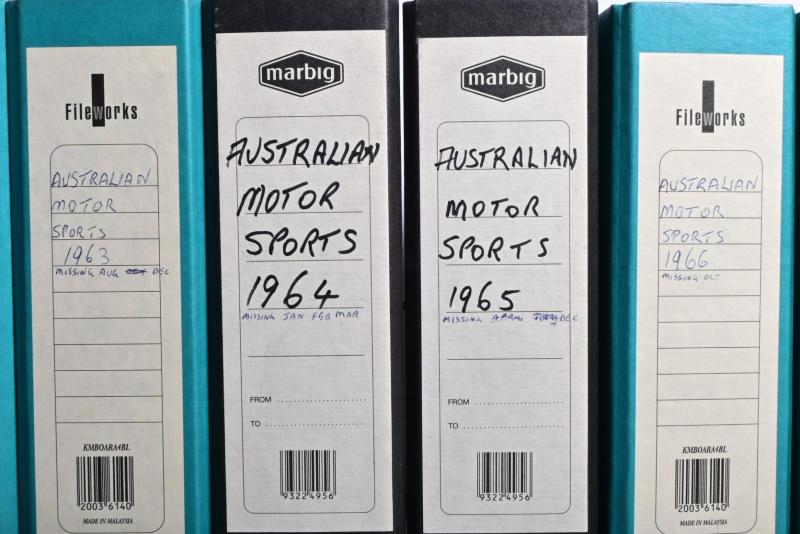 Fileworks
AUSTRALIAN
MOTOR
SPORTS
1963
MISSING AUG DEC
KMBOARA4BL
2003 6140
MADE IN MALAYSIA
marbig
AUSTRALIAN
MOTOR
SPORTS
1964
MISSING JAN FEB MAR
FROM
TO
93224956
marbig
AUSTRALIAN
MOTOR
SPORTS
1965
MISSING DEC
FROM
TO
93224956
Fileworks
AUSTRALIAN
MOTOR
SPORTS
1966
MISSING OCT
KMBOARA4BL
2003 6140
MADE IN MALAYSIA